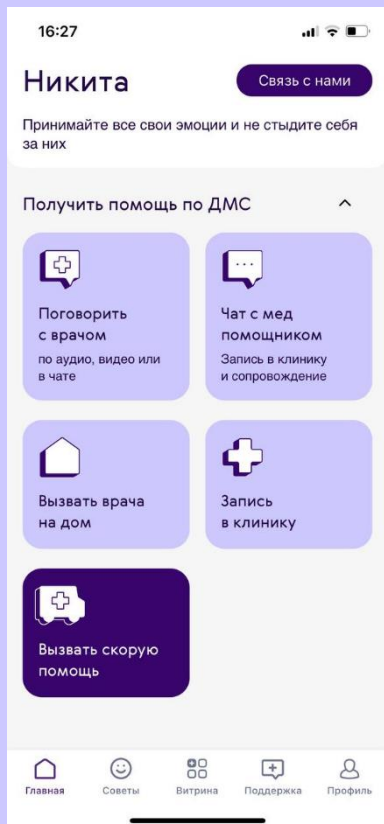 16:27
Никита
Связь с нами
Принимайте все свои эмоции и не стыдите себя
за них
Получить помощь по ДМС
Поговорить
с врачом
по аудио, видео или
в чате
Чат с мед
помощником
Запись в клинику
и сопровождение
Вызвать врача
на дом
Запись
в клинику
Вызвать скорую
помощь
Главная
Советы
Витрина
Поддержка
Профиль